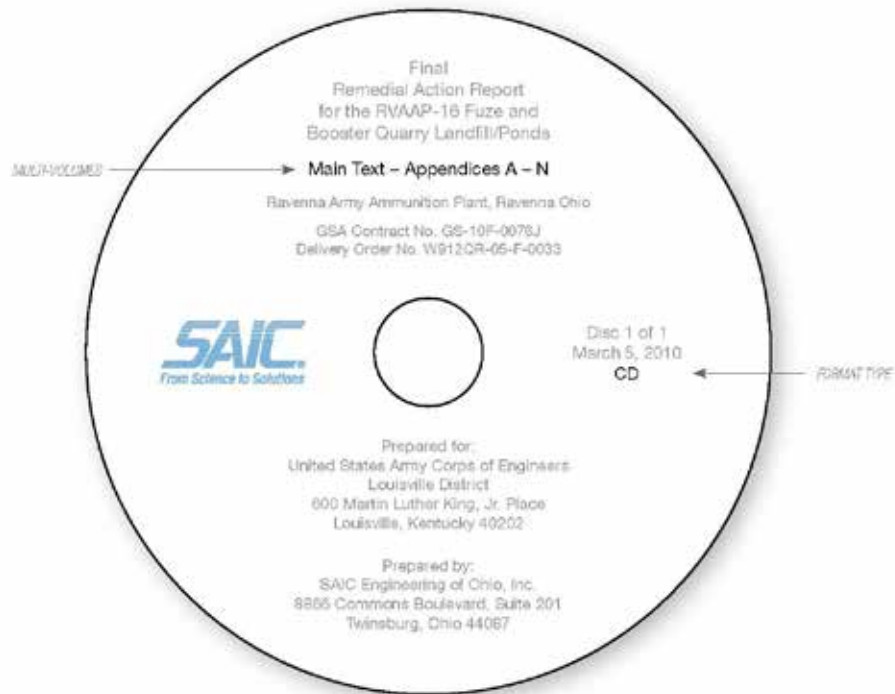 Final
Remedial Action Report
for the RVAAP-16 Fuze and
Booster Quarry Landfill/Ponds
MULTI-VOLUMES
Main Text – Appendices A – N
Ravenna Army Ammunition Plant, Ravenna Ohio
GSA Contract No. GS-10F-0076J
Delivery Order No. W912QR-05-F-0033
SAIC
From Science to Solutions
Disc 1 of 1
March 5, 2010
CD
FORMAT TYPE
Prepared for:
United States Army Corps of Engineers
Louisville District
600 Martin Luther King, Jr. Place
Louisville, Kentucky 40202
Prepared by:
SAIC Engineering of Ohio, Inc.
8866 Commons Boulevard, Suite 201
Twinsburg, Ohio 44087